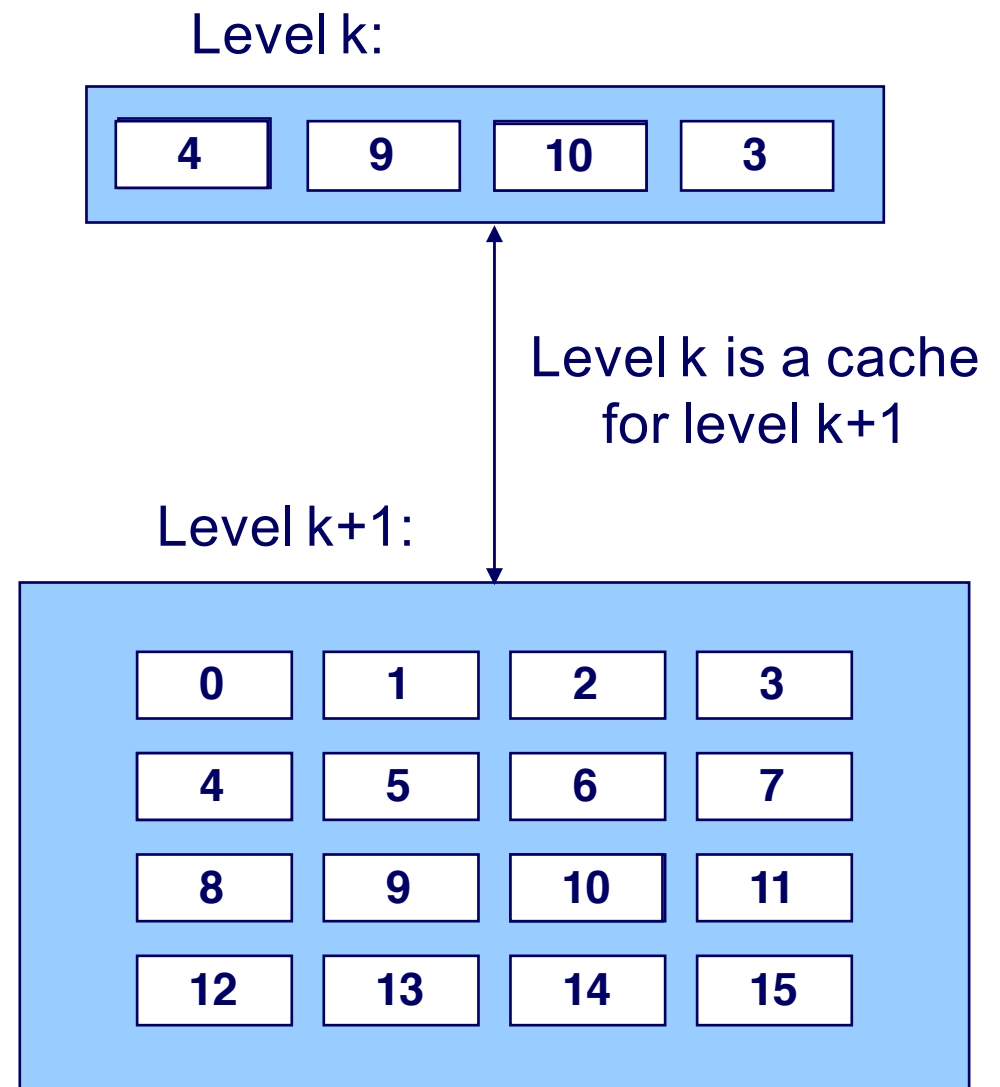 Level k:
4 9 10 3
Level k is a cache
for level k+1
Level k+1:
0 1 2 3
4 5 6 7
8 9 10 11
12 13 14 15